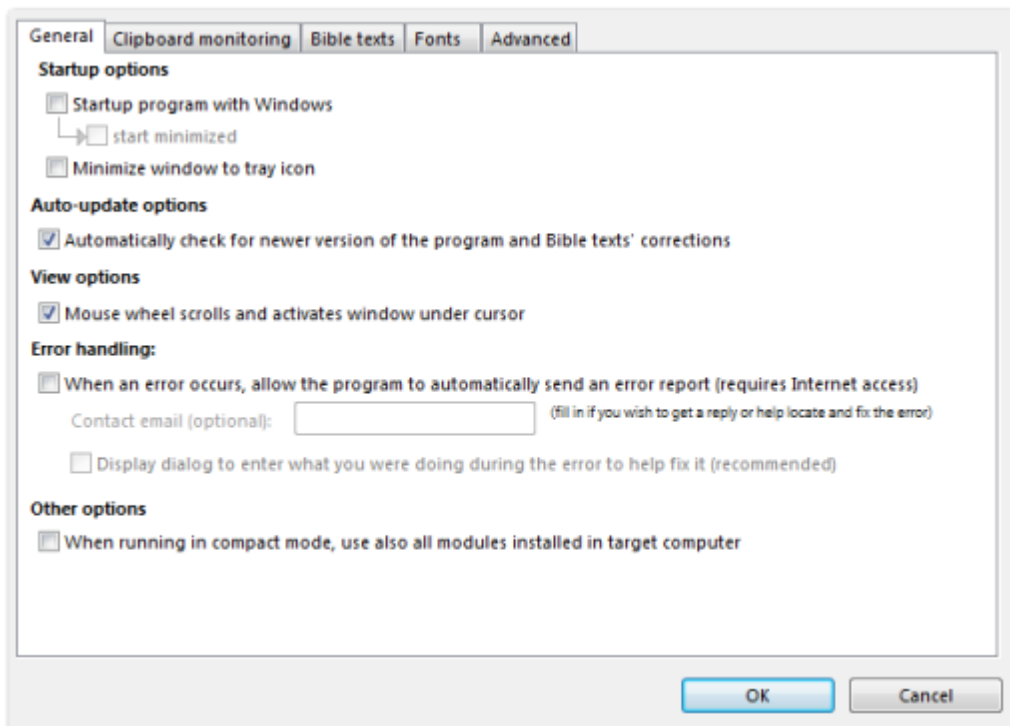 General Clipboard monitoring Bible texts Fonts Advanced
Startup options
Startup program with Windows
start minimized
Minimize window to tray icon
Auto-update options
Automatically check for newer version of the program and Bible texts' corrections
View options
Mouse wheel scrolls and activates window under cursor
Error handling:
When an error occurs, allow the program to automatically send an error report (requires Internet access)
Contact email (optional): (fill in if you wish to get a reply or help locate and fix the error)
Display dialog to enter what you were doing during the error to help fix it (recommended)
Other options
When running in compact mode, use also all modules installed in target computer
OK Cancel